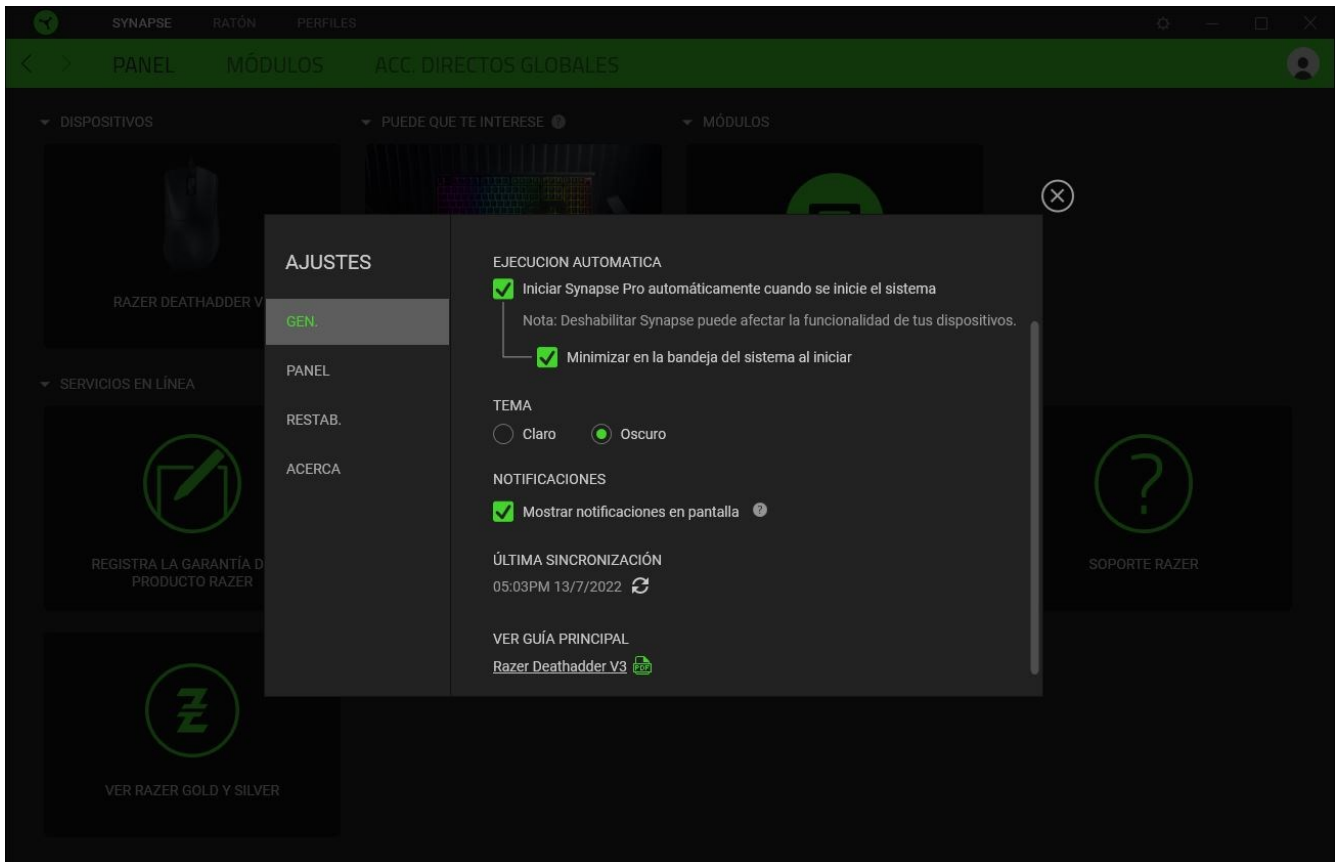 SYNAPSE RATÓN PERFILES
PANEL MÓDULOS ACC. DIRECTOS GLOBALES
DISPOSITIVOS
PUEDE QUE TE INTERESE ?
MÓDULOS
RAZER DEATHADDER V
SERVICIOS EN LÍNEA
REGISTRA LA GARANTÍA D
PRODUCTO RAZER
SOPORTE RAZER
VER RAZER GOLD Y SILVER
AJUSTES
GEN.
PANEL
RESTAB.
ACERCA
EJECUCION AUTOMATICA
Iniciar Synapse Pro automáticamente cuando se inicie el sistema
Nota: Deshabilitar Synapse puede afectar la funcionalidad de tus dispositivos.
Minimizar en la bandeja del sistema al iniciar
TEMA
Claro Oscuro
NOTIFICACIONES
Mostrar notificaciones en pantalla ?
ÚLTIMA SINCRONIZACIÓN
05:03PM 13/7/2022
VER GUÍA PRINCIPAL
Razer Deathadder V3 PDF